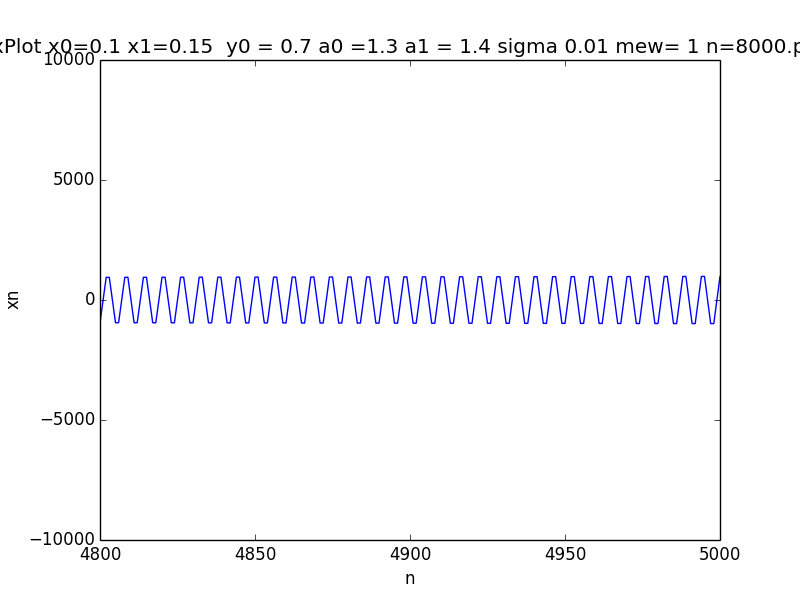 xPlot x0=0.1 x1=0.15  y0 = 0.7 a0 =1.3 a1 = 1.4 sigma 0.01 mew= 1 n=8000.p
10000
5000
0
−5000
−10000
xn
4800 4850 4900 4950 5000
n